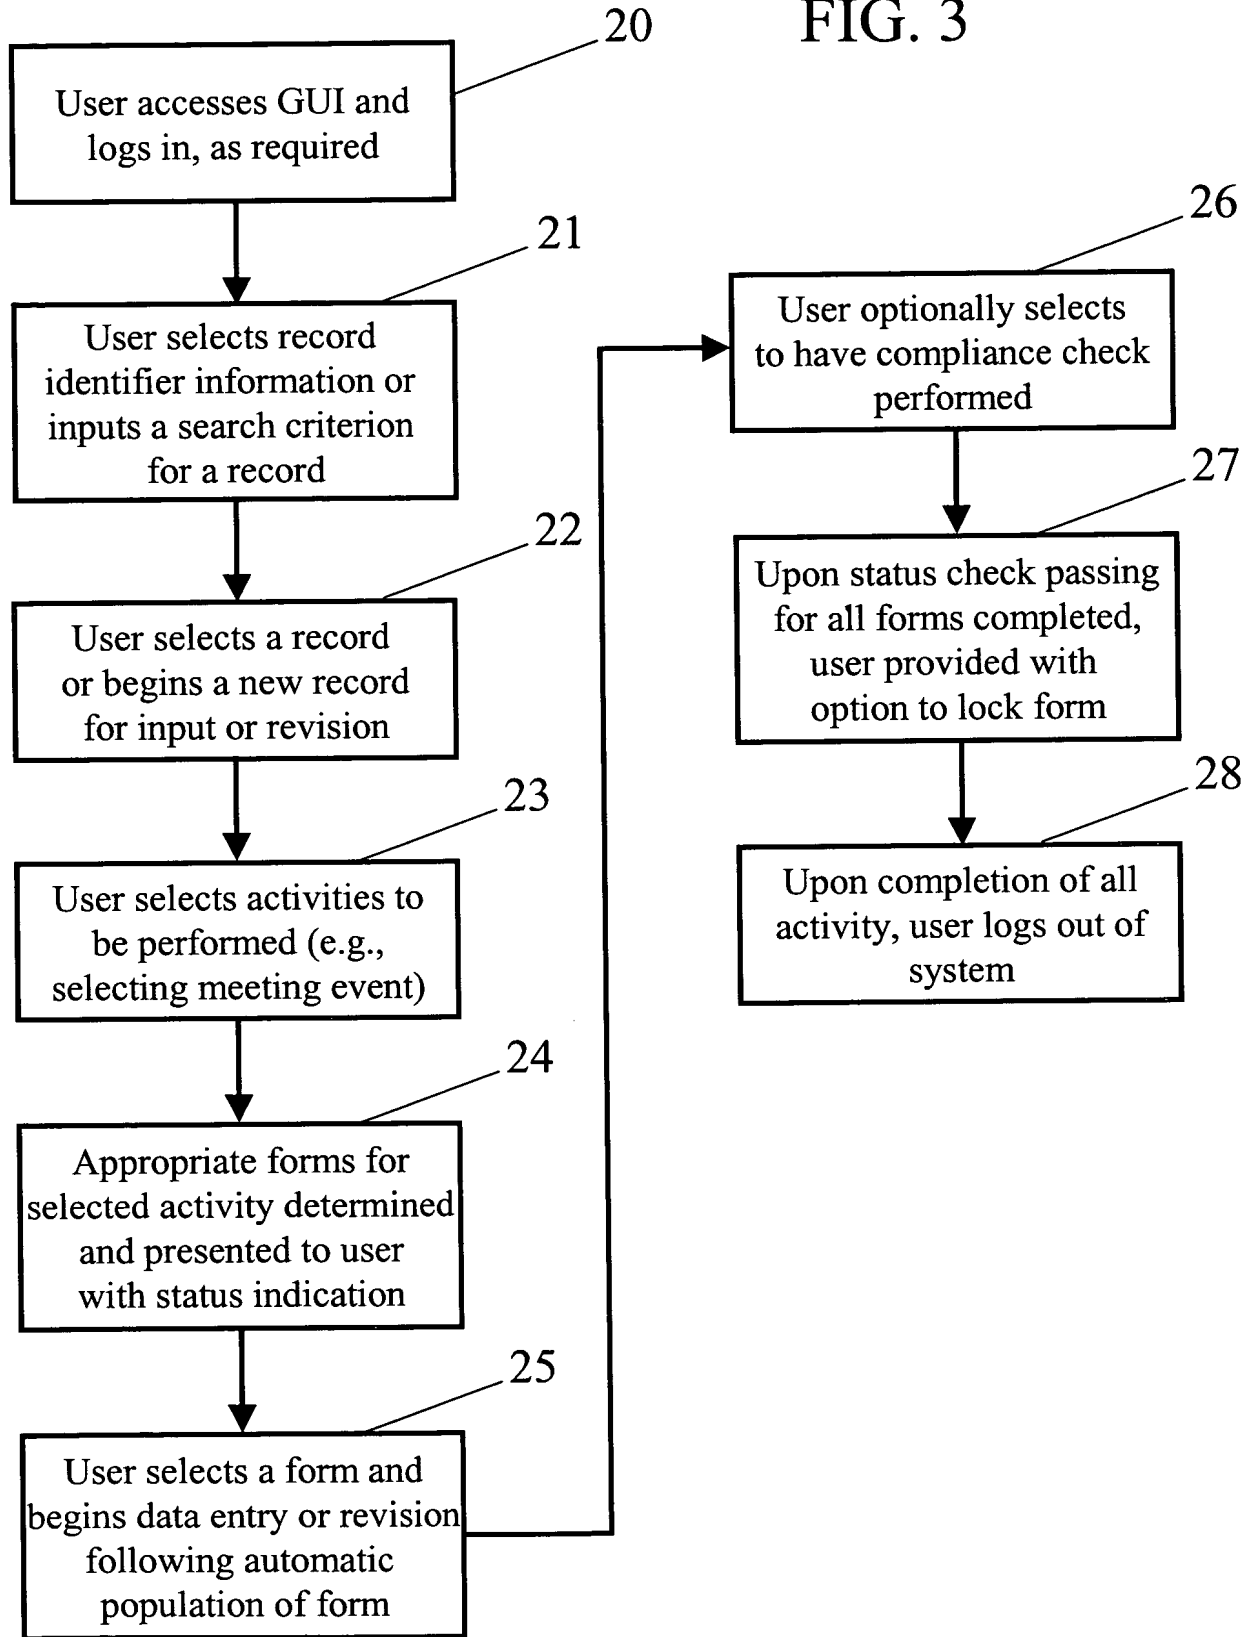 FIG. 3
20
User accesses GUI and
logs in, as required
21
User selects record
identifier information or
inputs a search criterion
for a record
22
User selects a record
or begins a new record
for input or revision
23
User selects activities to
be performed (e.g.,
selecting meeting event)
24
Appropriate forms for
selected activity determined
and presented to user
with status indication
25
User selects a form and
begins data entry or revision
following automatic
population of form
26
User optionally selects
to have compliance check
performed
27
Upon status check passing
for all forms completed,
user provided with
option to lock form
28
Upon completion of all
activity, user logs out of
system